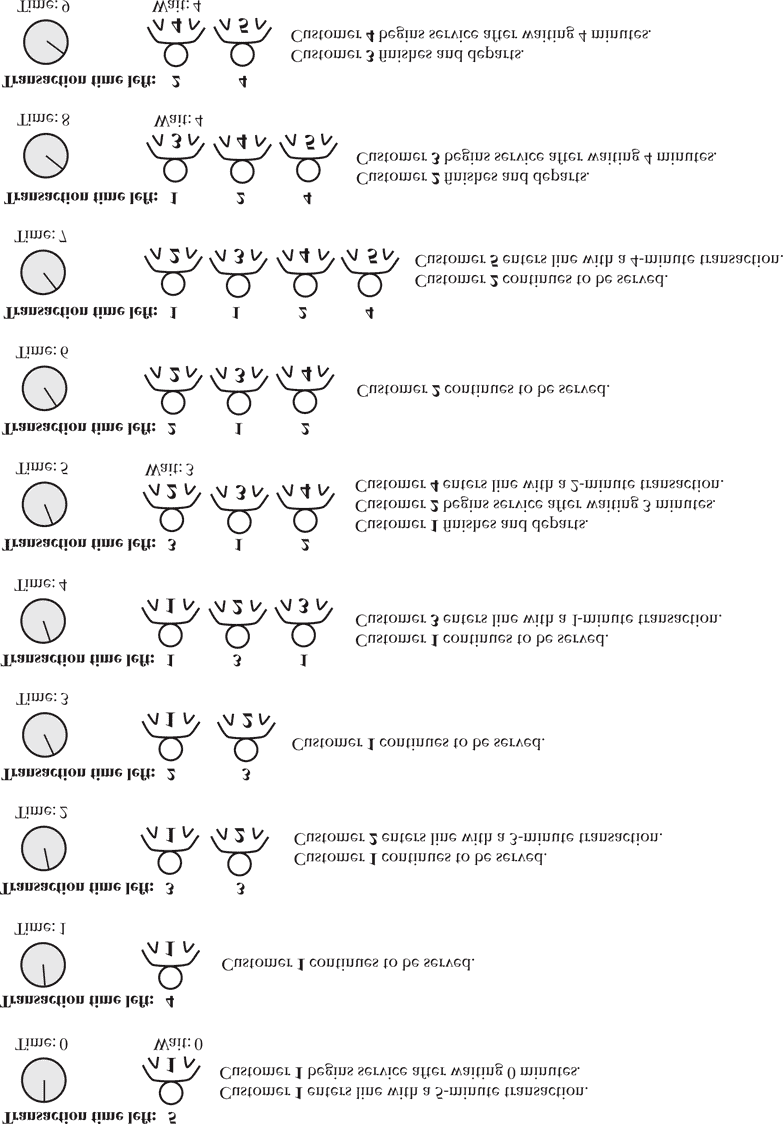 Transaction time left: 5
Customer 1 enters line with a 5-minute transaction.
1
Customer 1 begins service after waiting 0 minutes.
Time: 0 Wait: 0
Transaction time left: 4
1
Customer 1 continues to be served.
Time: 1
Transaction time left: 3 3
Customer 1 continues to be served.
1 2
Customer 2 enters line with a 3-minute transaction.
Time: 2
Transaction time left: 2 3
Customer 1 continues to be served.
1 2
Time: 3
Transaction time left: 1 3 1
Customer 1 continues to be served.
1 2 3
Customer 3 enters line with a 1-minute transaction.
Time: 4
Transaction time left: 3 1 2
Customer 1 finishes and departs.
Customer 2 begins service after waiting 3 minutes.
2 3 4
Customer 4 enters line with a 2-minute transaction.
Time: 5 Wait: 3
Transaction time left: 2 1 2
Customer 2 continues to be served.
2 3 4
Time: 6
Transaction time left: 1 1 2 4
Customer 2 continues to be served.
2 3 4 5
Customer 5 enters line with a 4-minute transaction.
Time: 7
Transaction time left: 1 2 4
Customer 2 finishes and departs.
3 4 5
Customer 3 begins service after waiting 4 minutes.
Time: 8 Wait: 4
Transaction time left: 2 4
Customer 3 finishes and departs.
4 5
Customer 4 begins service after waiting 4 minutes.
Time: 9 Wait: 4